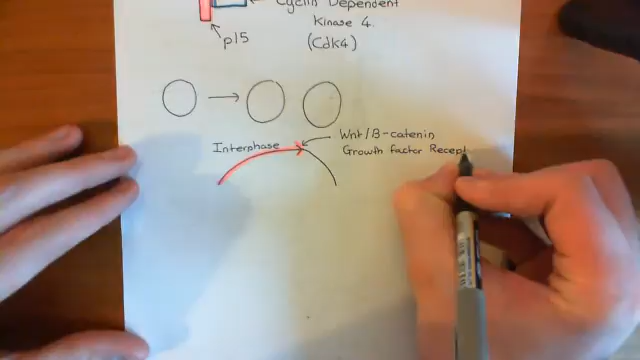 Cyclin Dependent
Kinase 4.
(Cdk4)
p15
Interphase
Wnt/B-catenin
Growth factor Recept